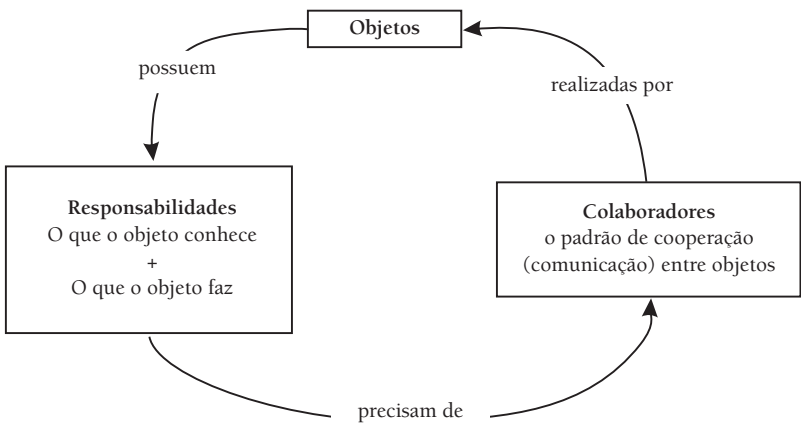 Objetos
possuem
realizadas por
Responsabilidades
O que o objeto conhece
+
O que o objeto faz
Colaboradores
o padrão de cooperação
(comunicação) entre objetos
precisam de